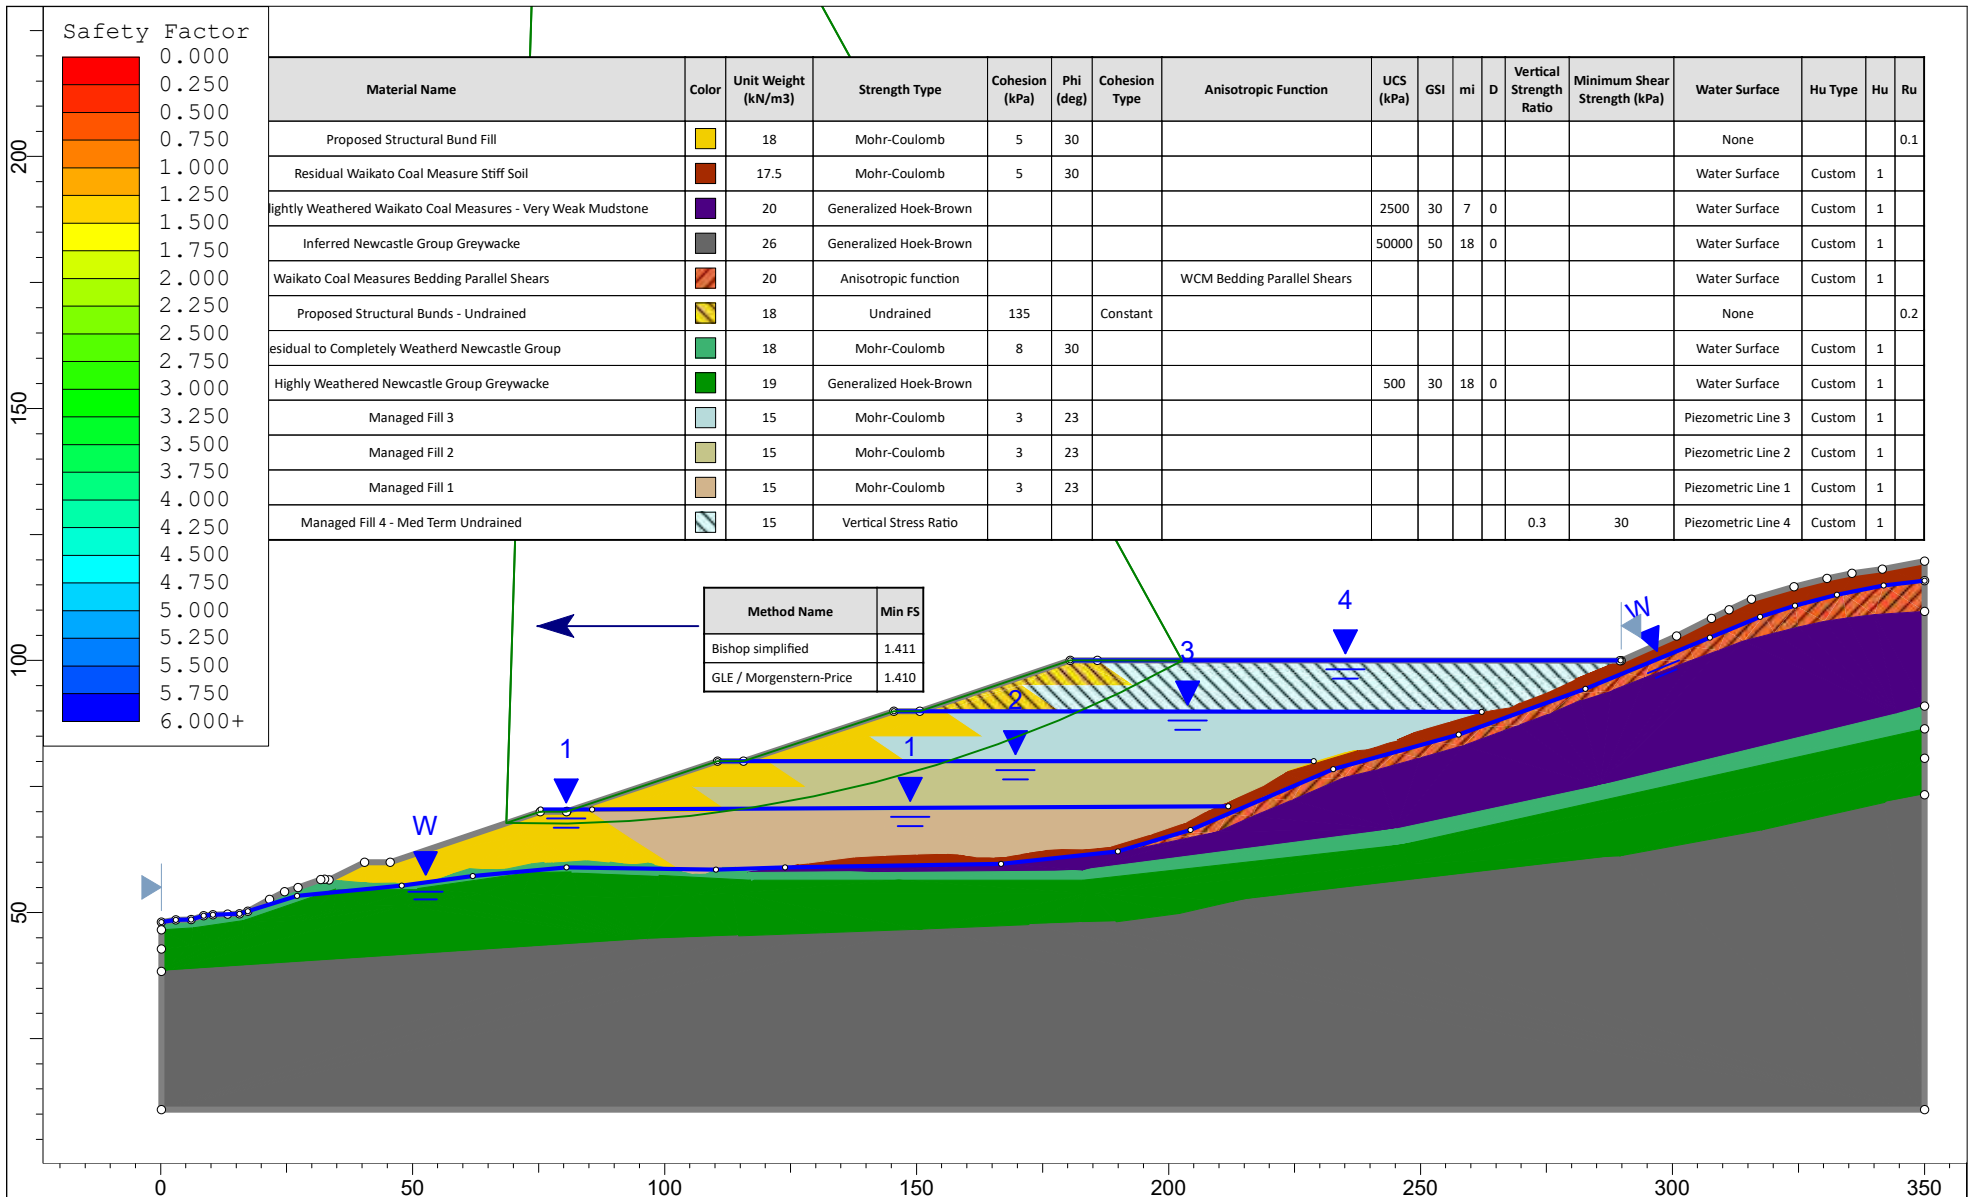 Safety Factor
0.000
0.250
0.500
0.750
1.000
1.250
1.500
1.750
2.000
2.250
2.500
2.750
3.000
3.250
3.500
3.750
4.000
4.250
4.500
4.750
5.000
5.250
5.500
5.750
6.000+
Material Name Color Unit Weight (kN/m3) Strength Type Cohesion (kPa) Phi (deg) Cohesion Type Anisotropic Function UCS (kPa) GSI mi D Vertical Strength Ratio Minimum Shear Strength (kPa) Water Surface Hu Type Hu Ru
Proposed Structural Bund Fill 18 Mohr-Coulomb 5 30 None 0.1
Residual Waikato Coal Measure Stiff Soil 17.5 Mohr-Coulomb 5 30 Water Surface Custom 1
lightly Weathered Waikato Coal Measures - Very Weak Mudstone 20 Generalized Hoek-Brown 2500 30 7 0 Water Surface Custom 1
Inferred Newcastle Group Greywacke 26 Generalized Hoek-Brown 50000 50 18 0 Water Surface Custom 1
Waikato Coal Measures Bedding Parallel Shears 20 Anisotropic function WCM Bedding Parallel Shears Water Surface Custom 1
Proposed Structural Bunds - Undrained 18 Undrained 135 Constant None 0.2
esidual to Completely Weatherd Newcastle Group 18 Mohr-Coulomb 8 30 Water Surface Custom 1
Highly Weathered Newcastle Group Greywacke 19 Generalized Hoek-Brown 500 30 18 0 Water Surface Custom 1
Managed Fill 3 15 Mohr-Coulomb 3 23 Piezometric Line 3 Custom 1
Managed Fill 2 15 Mohr-Coulomb 3 23 Piezometric Line 2 Custom 1
Managed Fill 1 15 Mohr-Coulomb 3 23 Piezometric Line 1 Custom 1
Managed Fill 4 - Med Term Undrained 15 Vertical Stress Ratio 0.3 30 Piezometric Line 4 Custom 1
Method Name Min FS
Bishop simplified 1.411
GLE / Morgenstern-Price 1.410
4
W
3
2
1
1
W
200
150
100
50
0 50 100 150 200 250 300 350